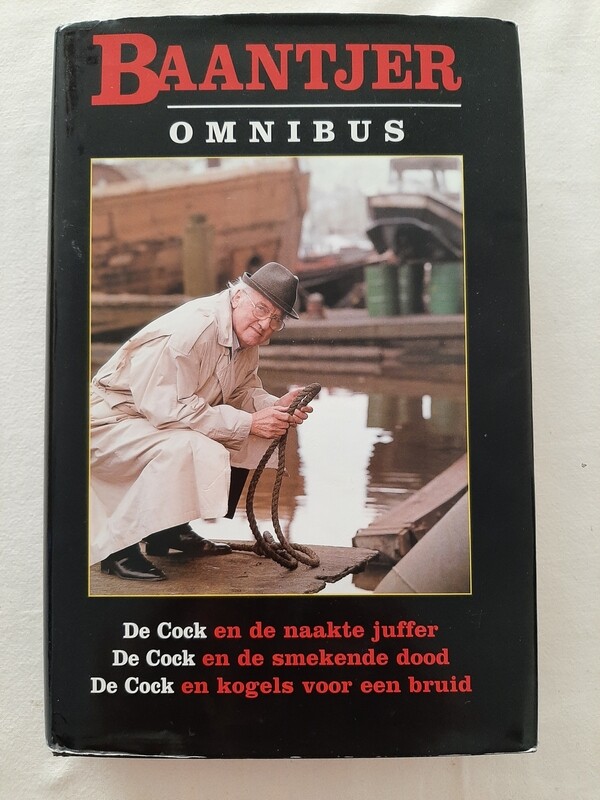 BAANTJER
OMNIBUS
De Cock en de naakte juffer
De Cock en de smekende dood
De Cock en kogels voor een bruid